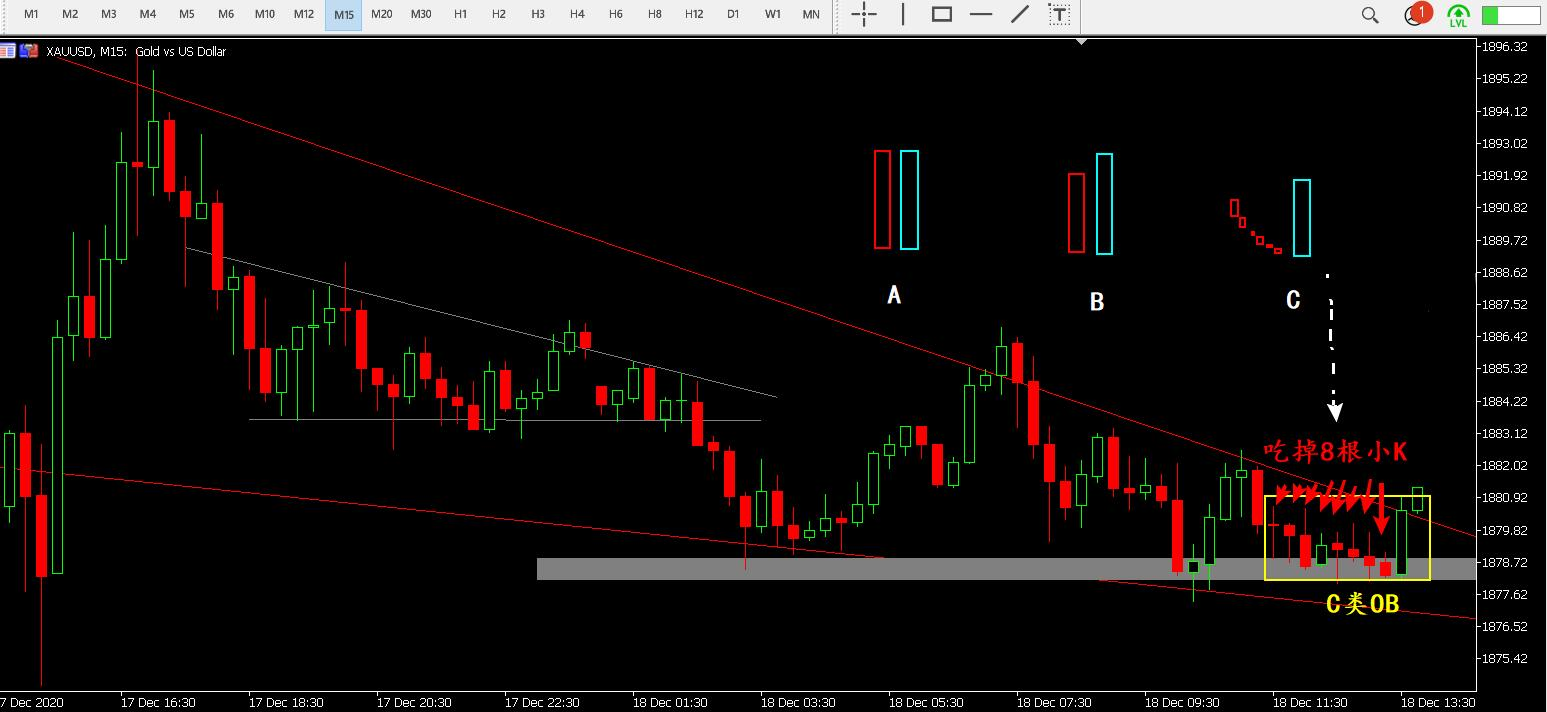 M1 M2 M3 M4 M5 M6 M10 M12 M15 M20 M30 H1 H2 H3 H4 H6 H8 H12 D1 W1 MN T 1 LVL
XAUUSD, M15: Gold vs US Dollar
1896.32
1895.22
1894.12
1893.02
1891.92
1890.82
1889.72
1888.62
1887.52
1886.42
1885.32
1884.22
1883.12
1882.02
1880.92
1879.82
1878.72
1877.62
1876.52
1875.42
A
B
C
吃掉8根小K
C类OB
7 Dec 2020 17 Dec 16:30 17 Dec 18:30 17 Dec 20:30 17 Dec 22:30 18 Dec 01:30 18 Dec 03:30 18 Dec 05:30 18 Dec 07:30 18 Dec 09:30 18 Dec 11:30 18 Dec 13:30